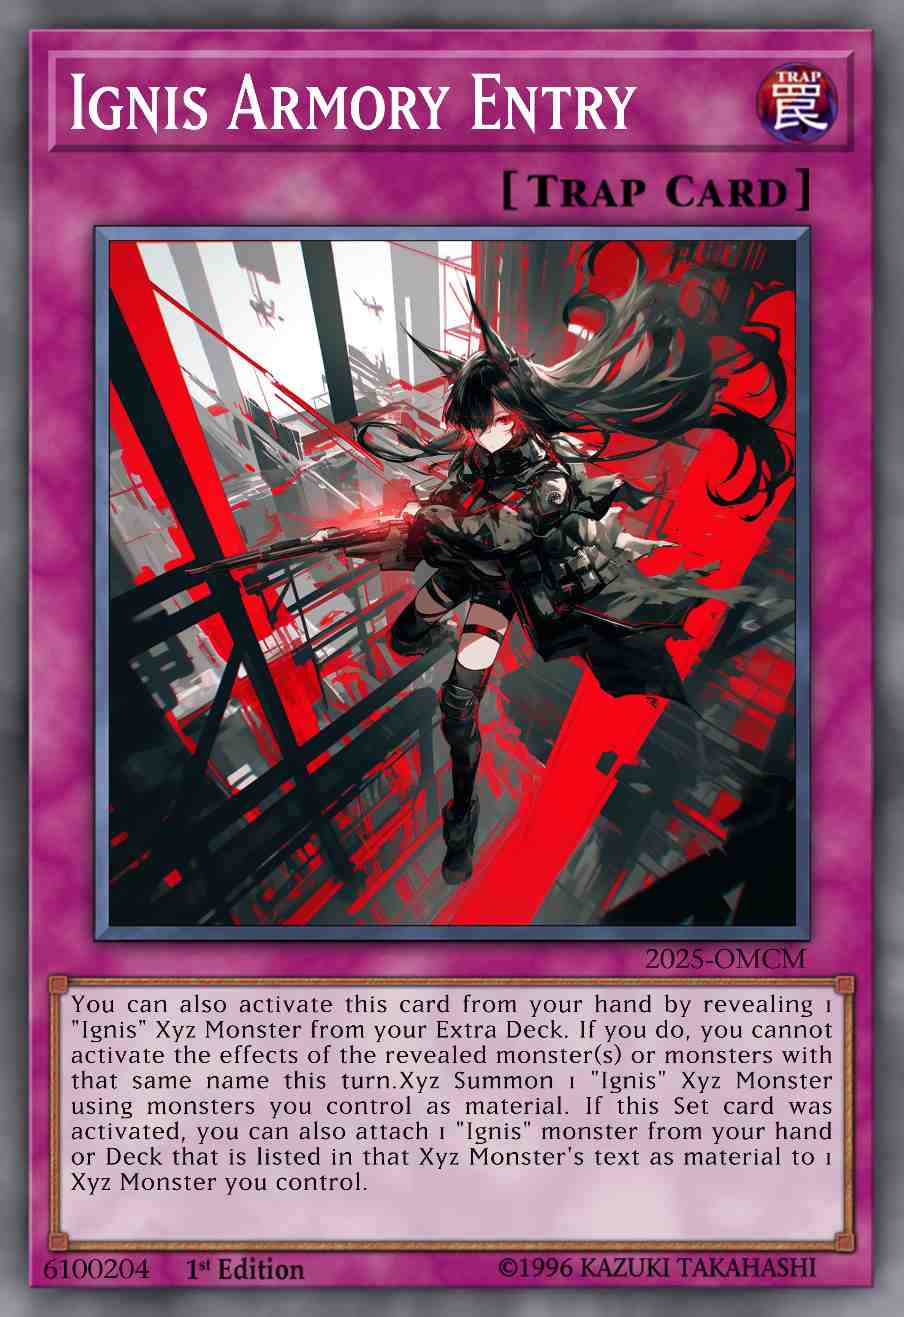 Ignis Armory Entry
TRAP
罠
[Trap Card]
2025-OMCM
You can also activate this card from your hand by revealing 1
"Ignis" Xyz Monster from your Extra Deck. If you do, you cannot
activate the effects of the revealed monster(s) or monsters with
that same name this turn.Xyz Summon 1 "Ignis" Xyz Monster
using monsters you control as material. If this Set card was
activated, you can also attach 1 "Ignis" monster from your hand
or Deck that is listed in that Xyz Monster's text as material to 1
Xyz Monster you control.
6100204 1st Edition ©1996 KAZUKI TAKAHASHI